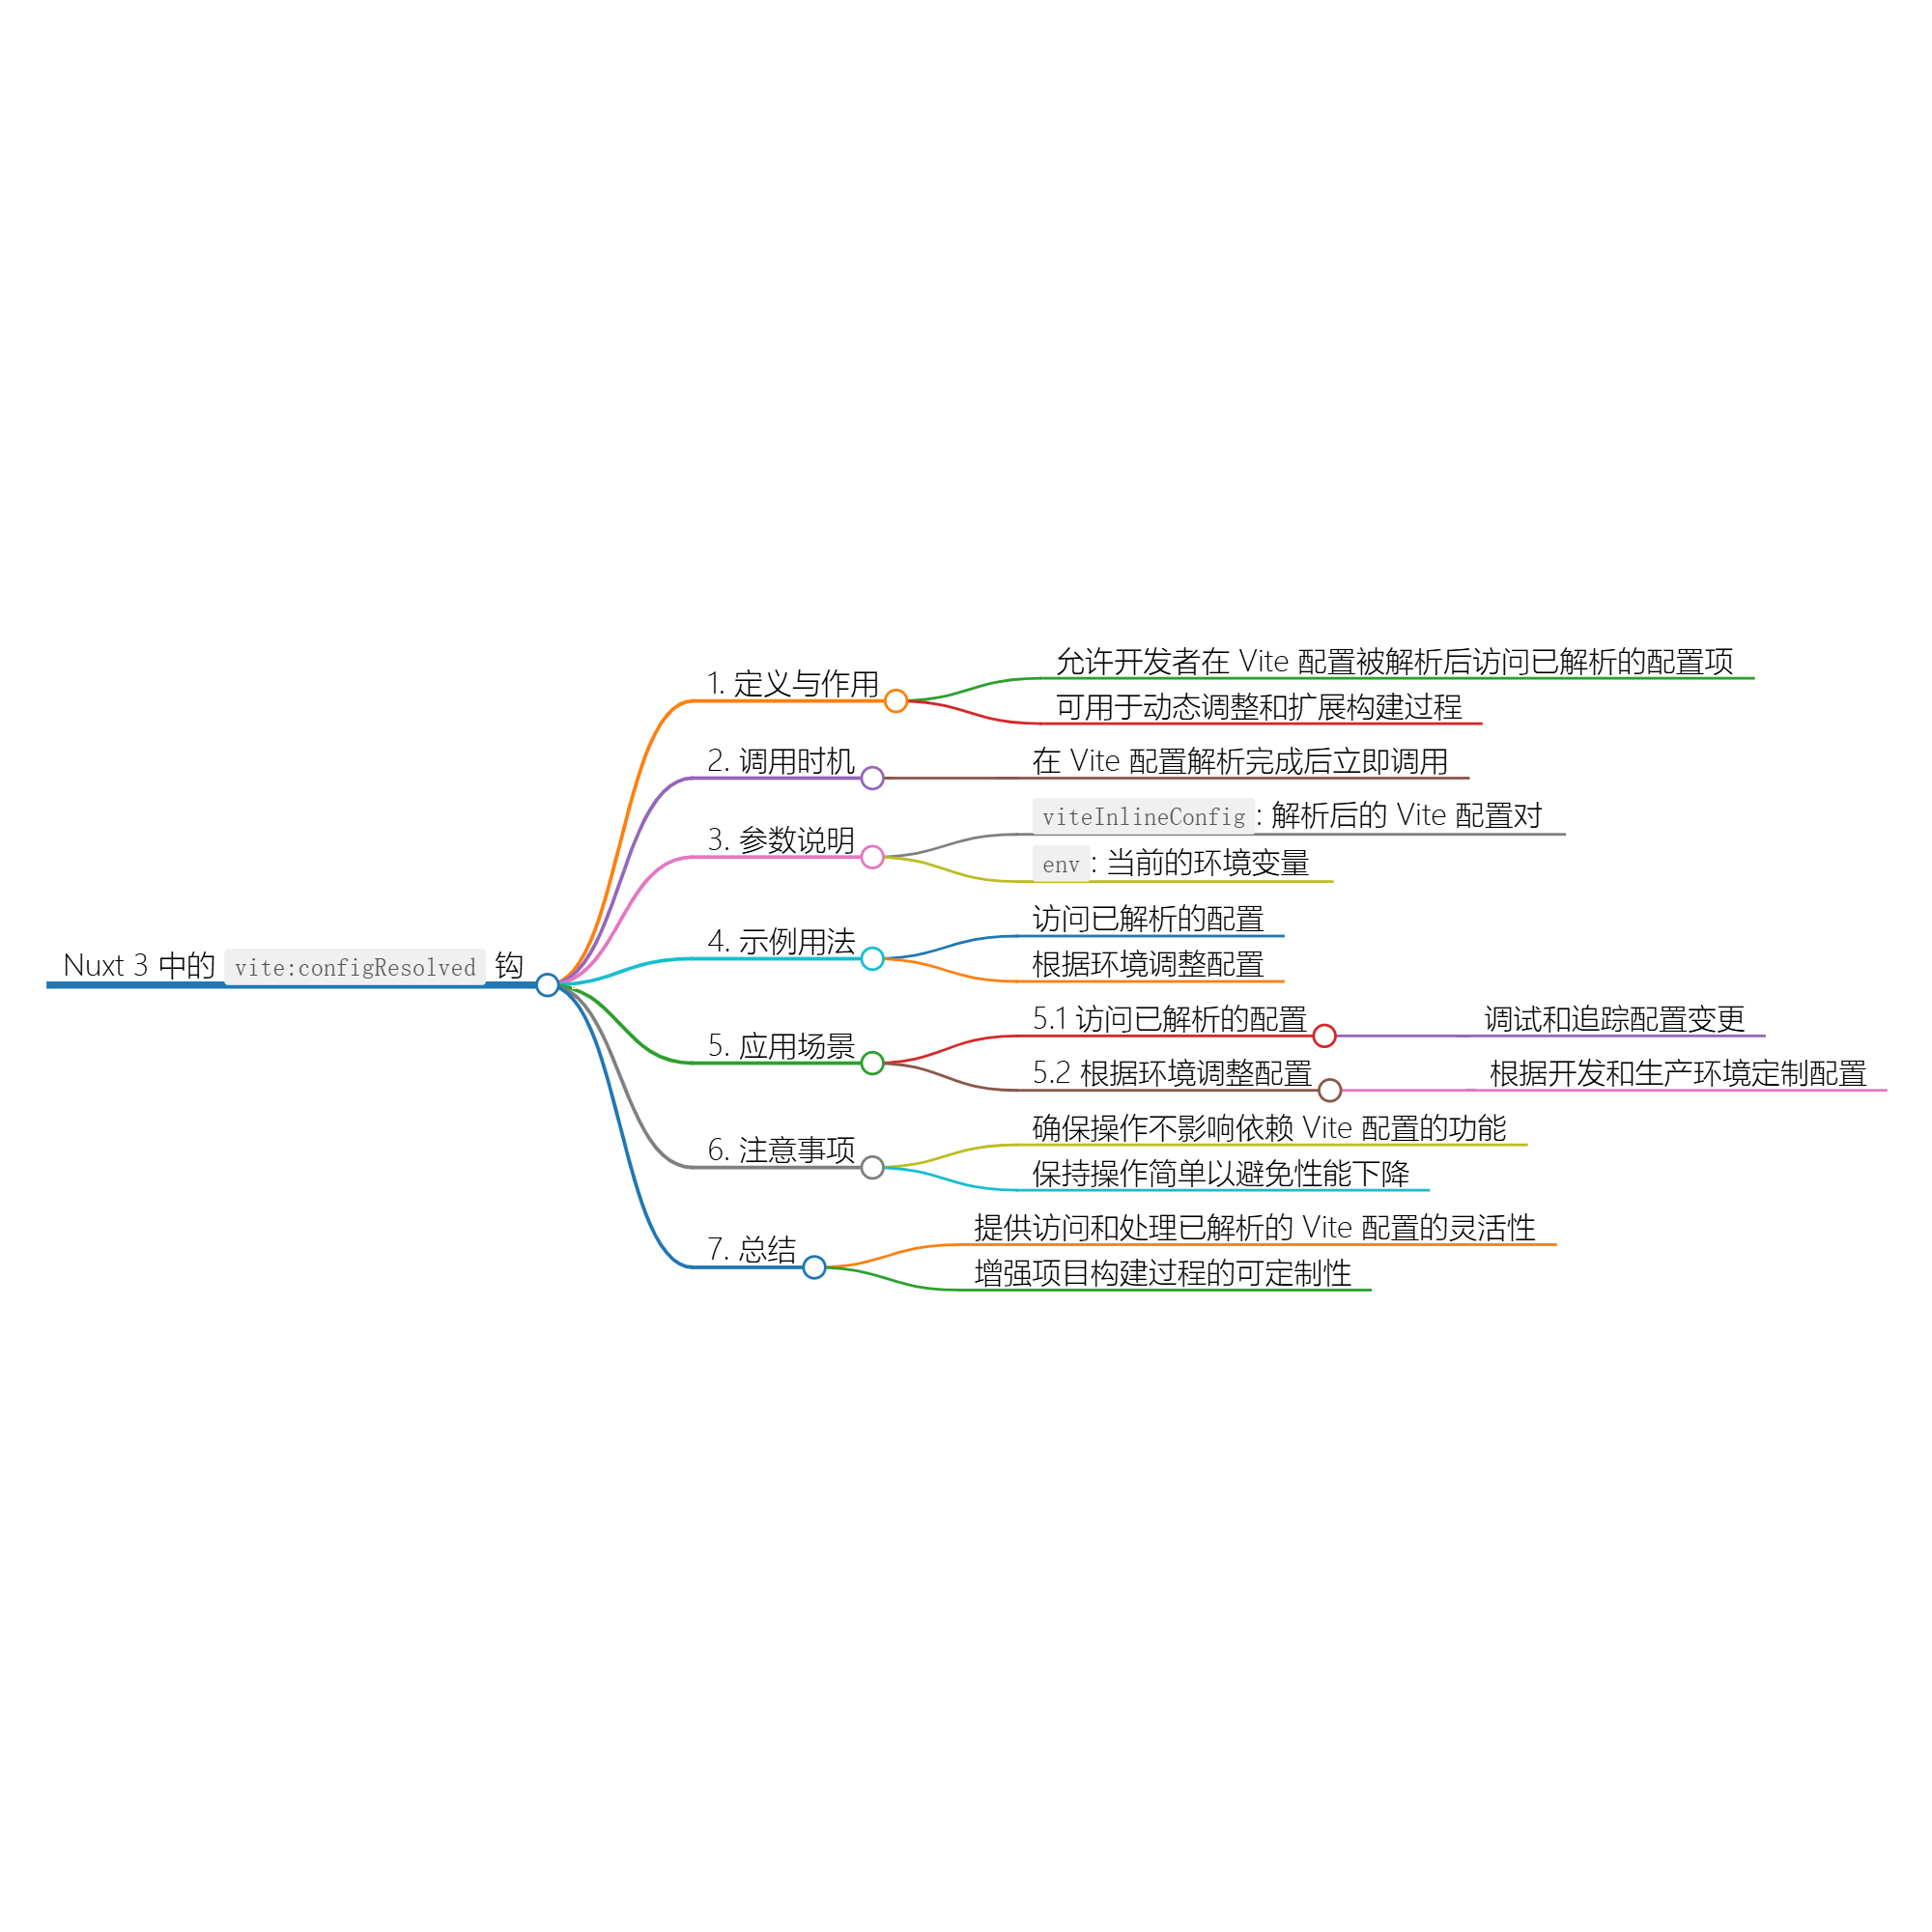 Nuxt 3 中的 vite:configResolved 钩
1. 定义与作用
允许开发者在 Vite 配置被解析后访问已解析的配置项
可用于动态调整和扩展构建过程
2. 调用时机
在 Vite 配置解析完成后立即调用
3. 参数说明
viteInlineConfig: 解析后的 Vite 配置对
env: 当前的环境变量
4. 示例用法
访问已解析的配置
根据环境调整配置
5. 应用场景
5.1 访问已解析的配置
调试和追踪配置变更
5.2 根据环境调整配置
根据开发和生产环境定制配置
6. 注意事项
确保操作不影响依赖 Vite 配置的功能
保持操作简单以避免性能下降
7. 总结
提供访问和处理已解析的 Vite 配置的灵活性
增强项目构建过程的可定制性